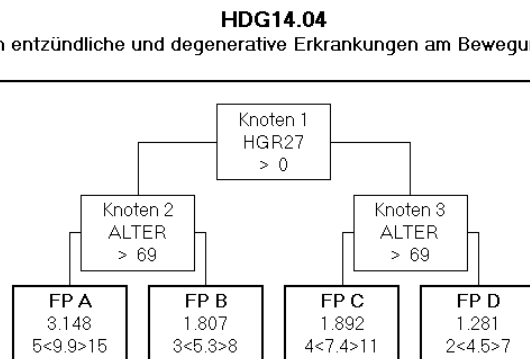 HDG14.04
entzündliche und degenerative Erkrankungen am
Knoten 1
HGR27
> 0
Knoten 2
ALTER
> 69
Knoten 3
ALTER
> 69
FP A
3.148
5<9.9>15
FP B
1.807
3<5.3>8
FP C
1.892
4<7.4>11
FP D
1.281
2<4.5>7